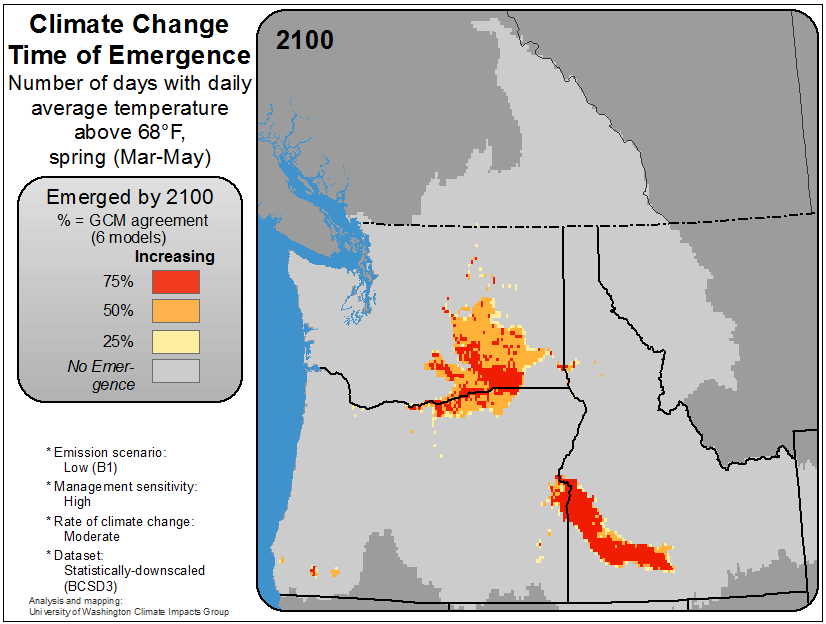 Climate Change
Time of Emergence
Number of days with daily
average temperature
above 68°F,
spring (Mar-May)
2100
Emerged by 2100
% = GCM agreement
(6 models)
Increasing
75%
50%
25%
No Emer-
gence
* Emission scenario:
Low (B1)
* Management sensitivity:
High
* Rate of climate change:
Moderate
* Dataset:
Statistically-downscaled
(BCSD3)
Analysis and mapping:
University of Washington Climate Impacts Group